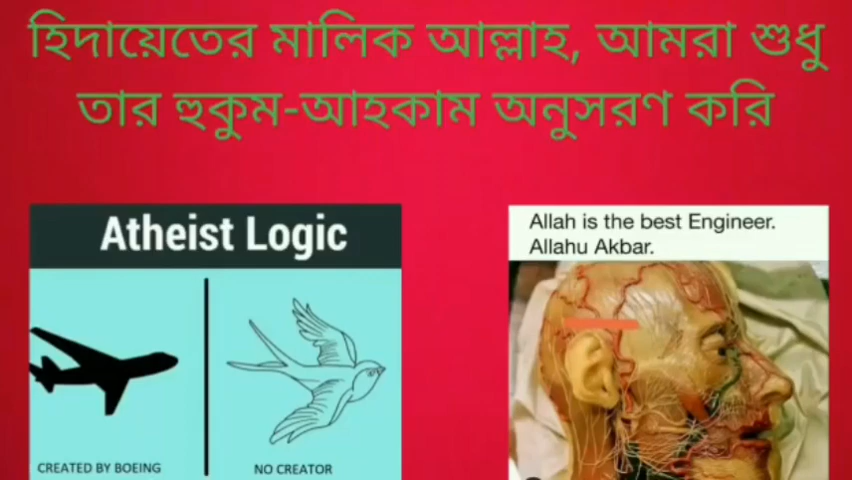 হিদায়েতের মালিক আল্লাহ, আমরা শুধু
তার হুকুম-আহকাম অনুসরণ করি
Atheist Logic
CREATED BY BOEING
NO CREATOR
Allah is the best Engineer.
Allahu Akbar.